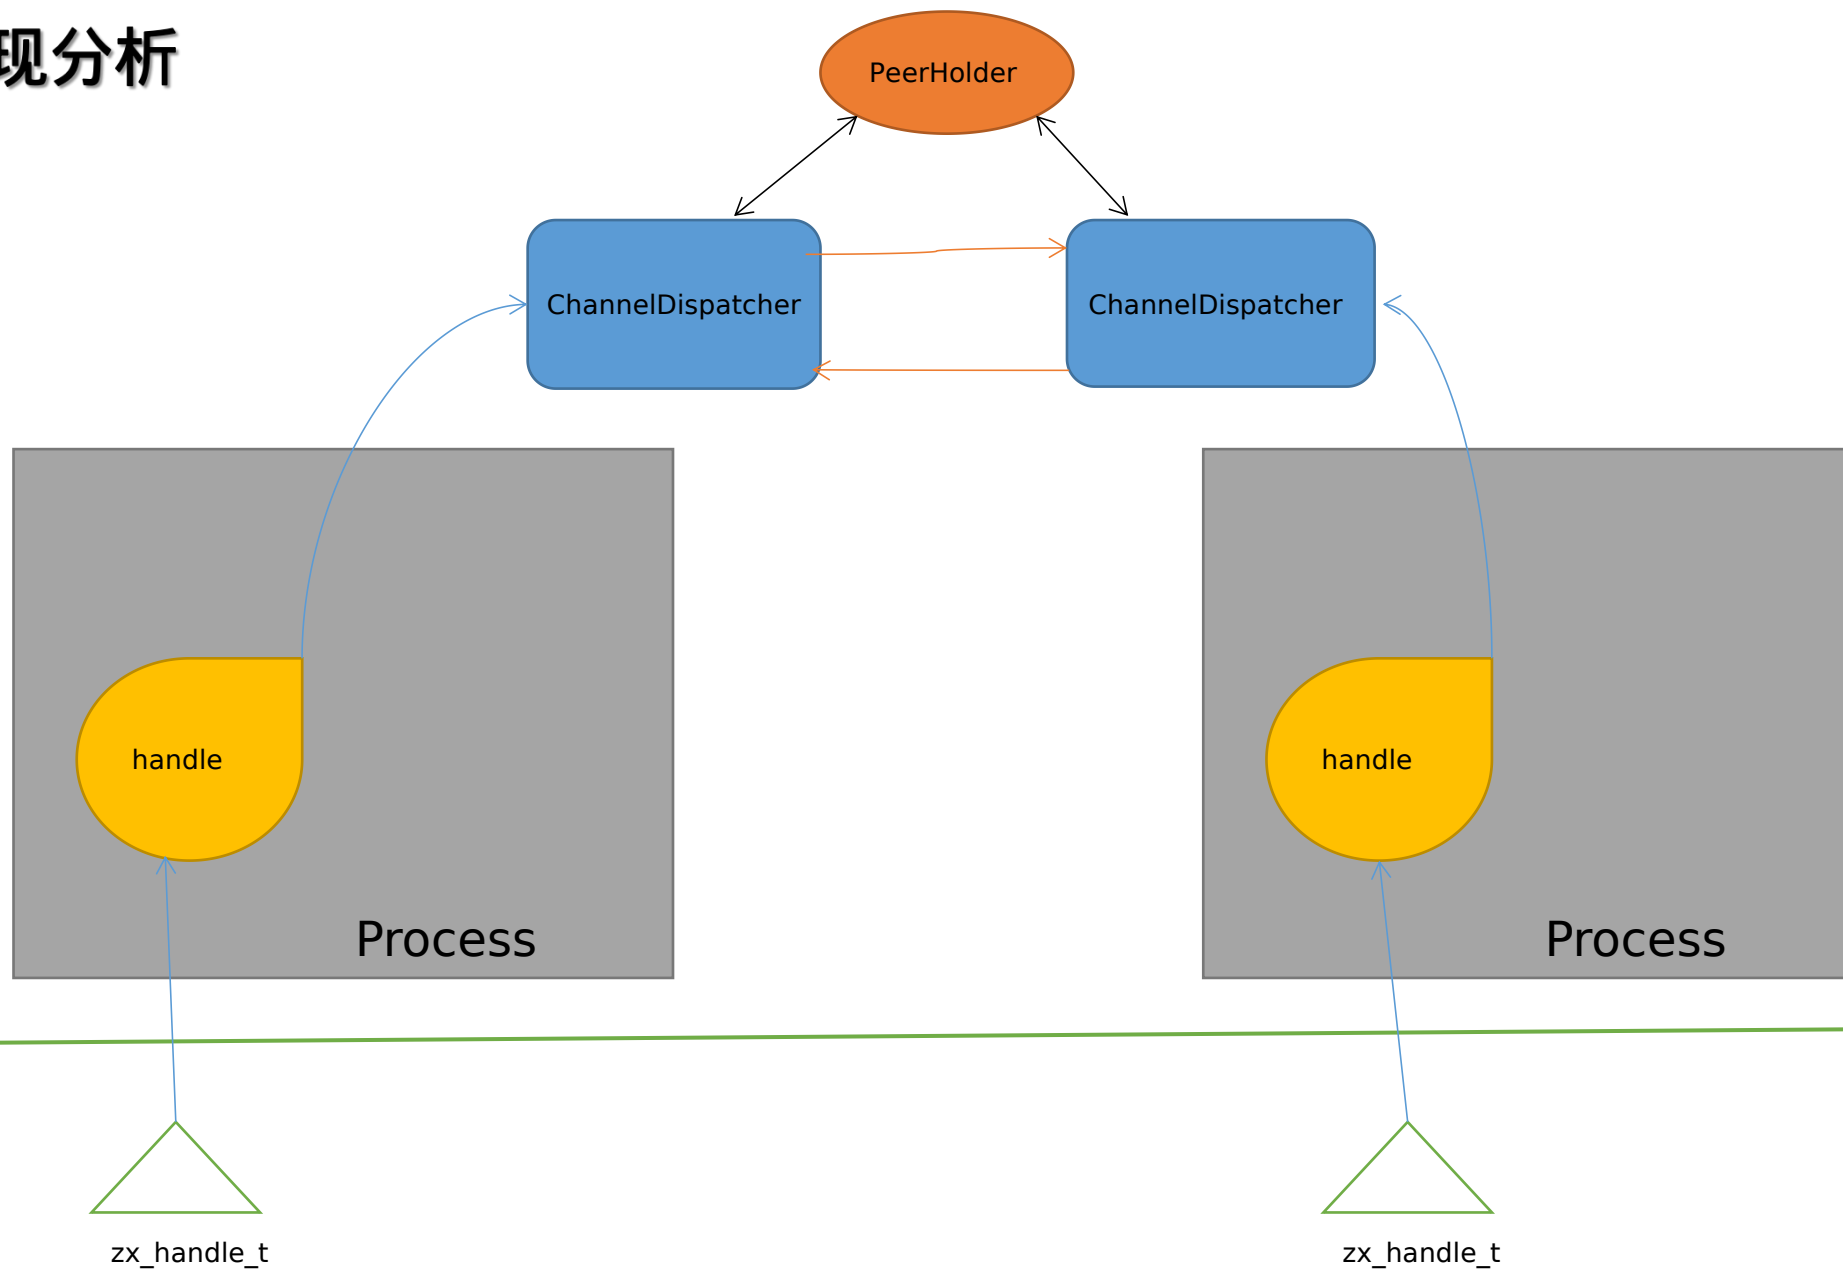 现分析
PeerHolder
ChannelDispatcher
ChannelDispatcher
handle
handle
Process
Process
zx_handle_t
zx_handle_t